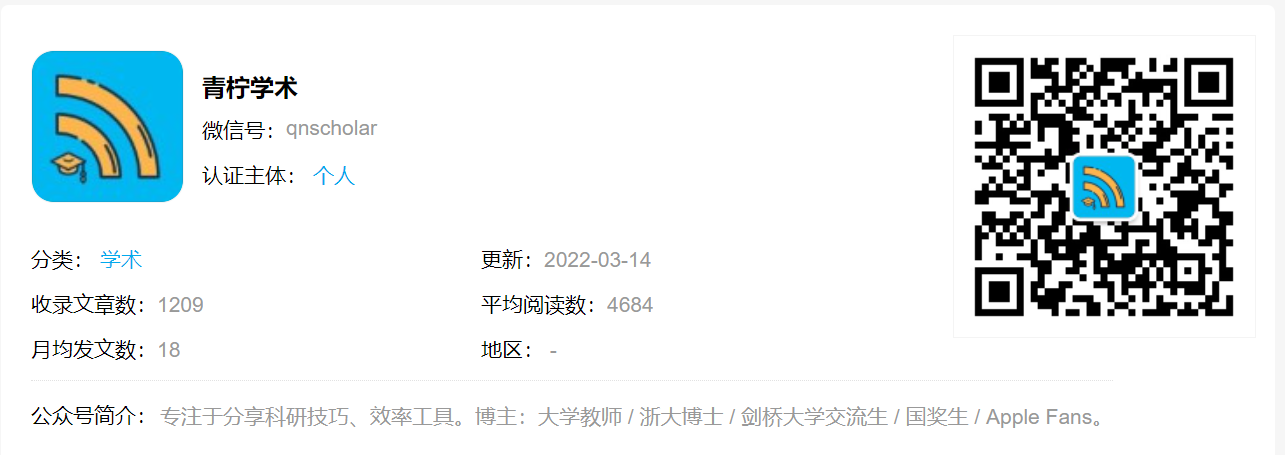 青柠学术
微信号：qnscholar
认证主体： 个人
分类： 学术
更新：2022-03-14
收录文章数：1209
平均阅读数：4684
月均发文数：18
地区： -
公众号简介：专注于分享科研技巧、效率工具。博主：大学教师 / 浙大博士 / 剑桥大学交流生 / 国奖生 / Apple Fans。